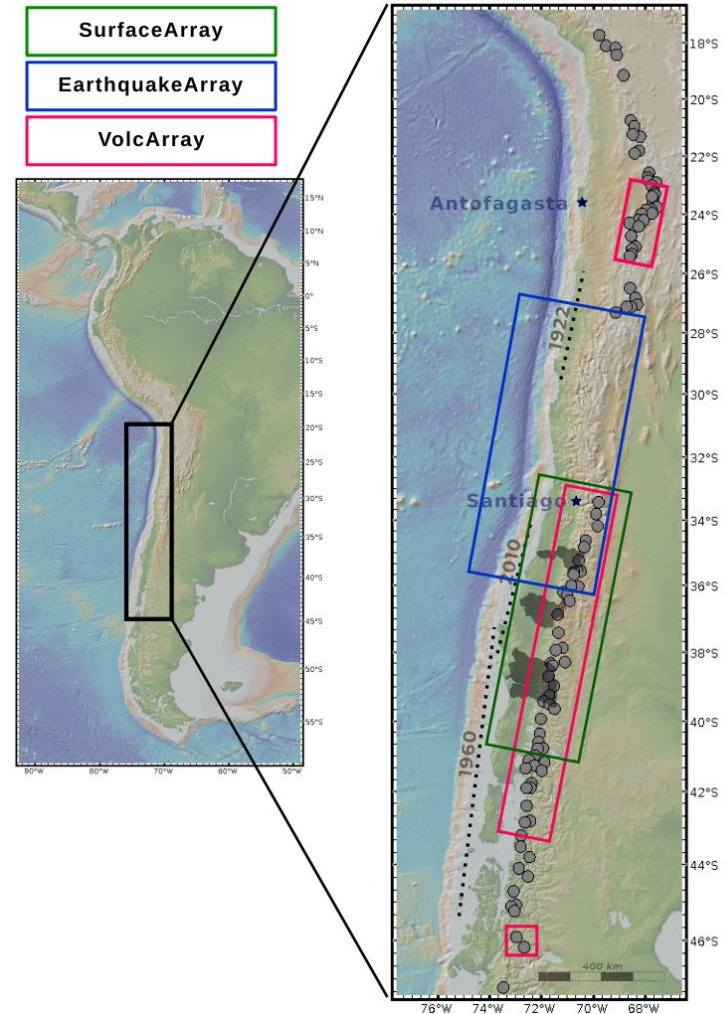 SurfaceArray
EarthquakeArray
VolcArray
15°N
10°N
5°N
0°
5°S
10°S
15°S
20°S
25°S
30°S
35°S
40°S
45°S
50°S
55°S
90°W
80°W
70°W
60°W
50°W
18°S
20°S
22°S
24°S
26°S
28°S
30°S
32°S
34°S
36°S
38°S
40°S
42°S
44°S
46°S
Antofagasta
1922
Santiago
2010
1960
400 km
76°W
74°W
72°W
70°W
68°W